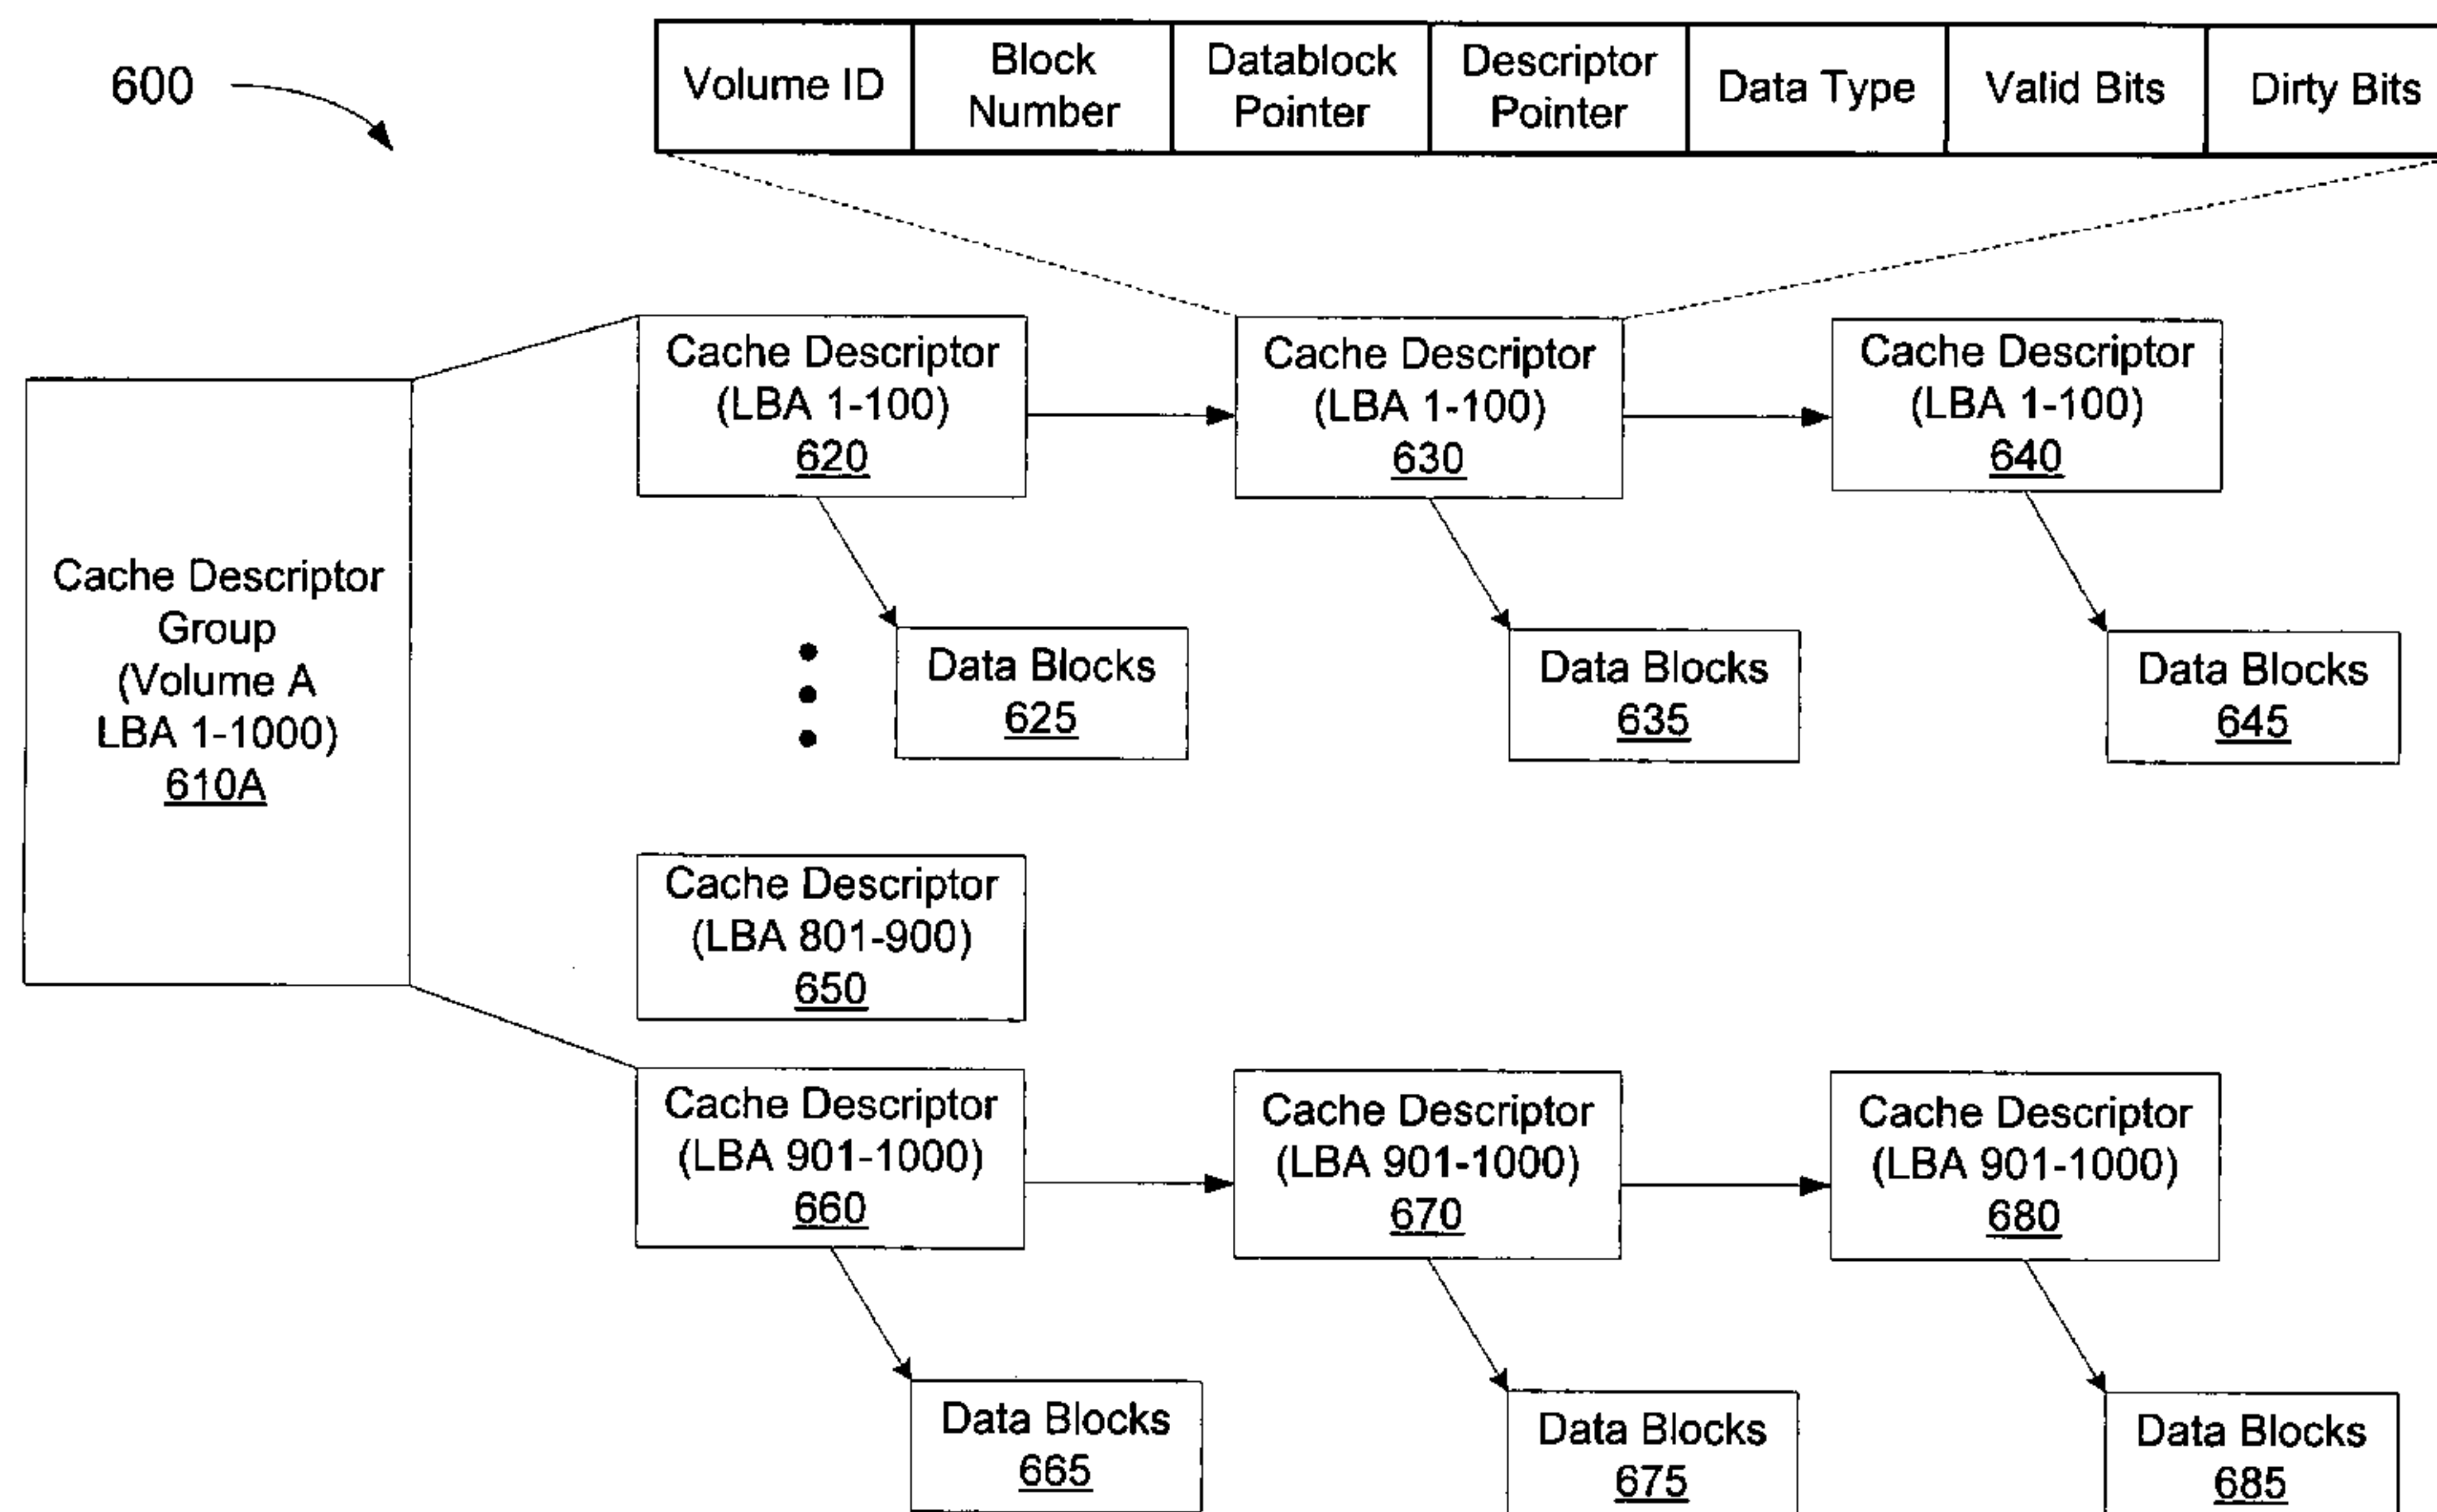 600
Volume ID
Block
Number
Datablock
Pointer
Descriptor
Pointer
Data Type
Valid Bits
Dirty Bits
Cache Descriptor
(LBA 1-100)
620
Cache Descriptor
(LBA 1-100)
630
Cache Descriptor
(LBA 1-100)
640
Cache Descriptor
Group
(Volume A
LBA 1-1000)
610A
Data Blocks
625
Data Blocks
635
Data Blocks
645
Cache Descriptor
(LBA 801-900)
650
Cache Descriptor
(LBA 901-1000)
660
Cache Descriptor
(LBA 901-1000)
670
Cache Descriptor
(LBA 901-1000)
680
Data Blocks
665
Data Blocks
675
Data Blocks
685